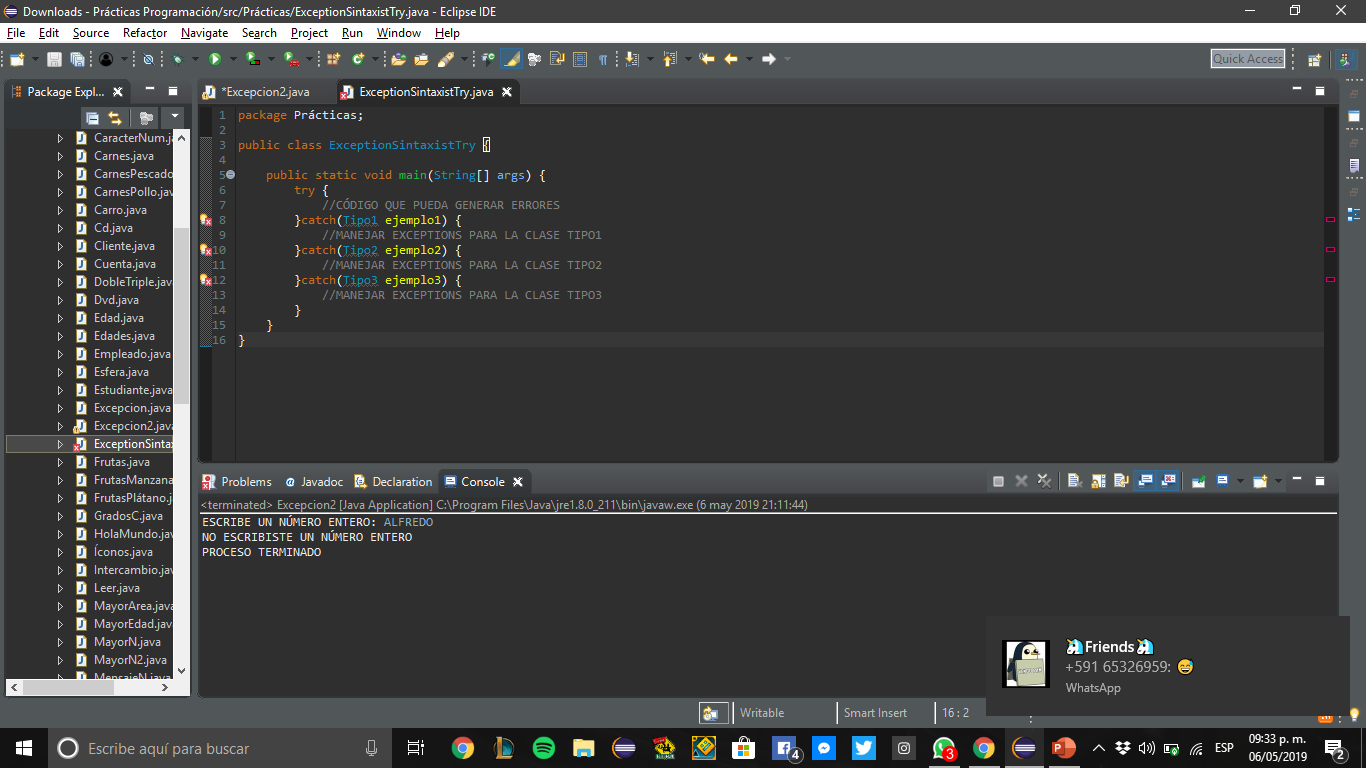 Downloads - Prácticas Programación/src/Prácticas/ExceptionSintaxistTry.java - Eclipse IDE
File Edit Source Refactor Navigate Search Project Run Window Help
Quick Access
Package Expl...
CaracterNum.ja
Carnes.java
CarnesPescado
CarnesPollo.jav
Carro.java
Cd.java
Cliente.java
Cuenta.java
DobleTriple.java
Dvd.java
Edad.java
Edades.java
Empleado.java
Esfera.java
Estudiante.java
Excepcion.java
Excepcion2.java
ExceptionSintax
Frutas.java
FrutasManzana
FrutasPlátano.j
GradosC.java
HolaMundo.jav
Íconos.java
Intercambio.jav
Leer.java
MayorArea.java
MayorEdad.java
MayorN.java
MayorN2.java
MensajeN.java
*Excepcion2.java ExceptionSintaxistTry.java
1 package Prácticas;
2
3 public class ExceptionSintaxistTry {
4
5 public static void main(String[] args) {
6 try {
7 //CÓDIGO QUE PUEDA GENERAR ERRORES
8 }catch(Tipo1 ejemplo1) {
9 //MANEJAR EXCEPTIONS PARA LA CLASE TIPO1
10 }catch(Tipo2 ejemplo2) {
11 //MANEJAR EXCEPTIONS PARA LA CLASE TIPO2
12 }catch(Tipo3 ejemplo3) {
13 //MANEJAR EXCEPTIONS PARA LA CLASE TIPO3
14 }
15 }
16 }
Problems @ Javadoc Declaration Console
<terminated> Excepcion2 [Java Application] C:\Program Files\Java\jre1.8.0_211\bin\javaw.exe (6 may 2019 21:11:44)
ESCRIBE UN NÚMERO ENTERO: ALFREDO
NO ESCRIBISTE UN NÚMERO ENTERO
PROCESO TERMINADO
🦄Friends🦄
+591 65326959: 😅
WhatsApp
Writable Smart Insert 16 : 2
Escribe aquí para buscar
4
3
ESP
09:33 p. m.
06/05/2019
2